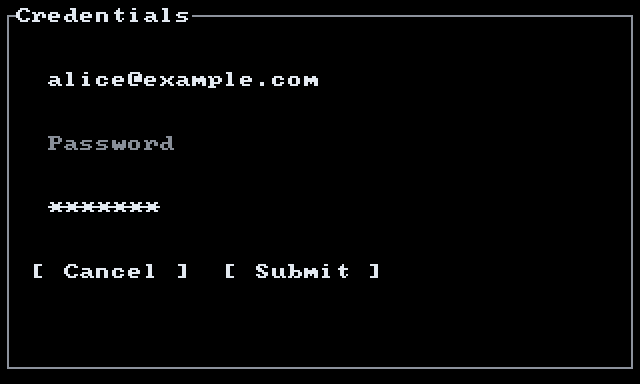 Credentials
alice@example.com
Password
*******
[ Cancel ]  [ Submit ]